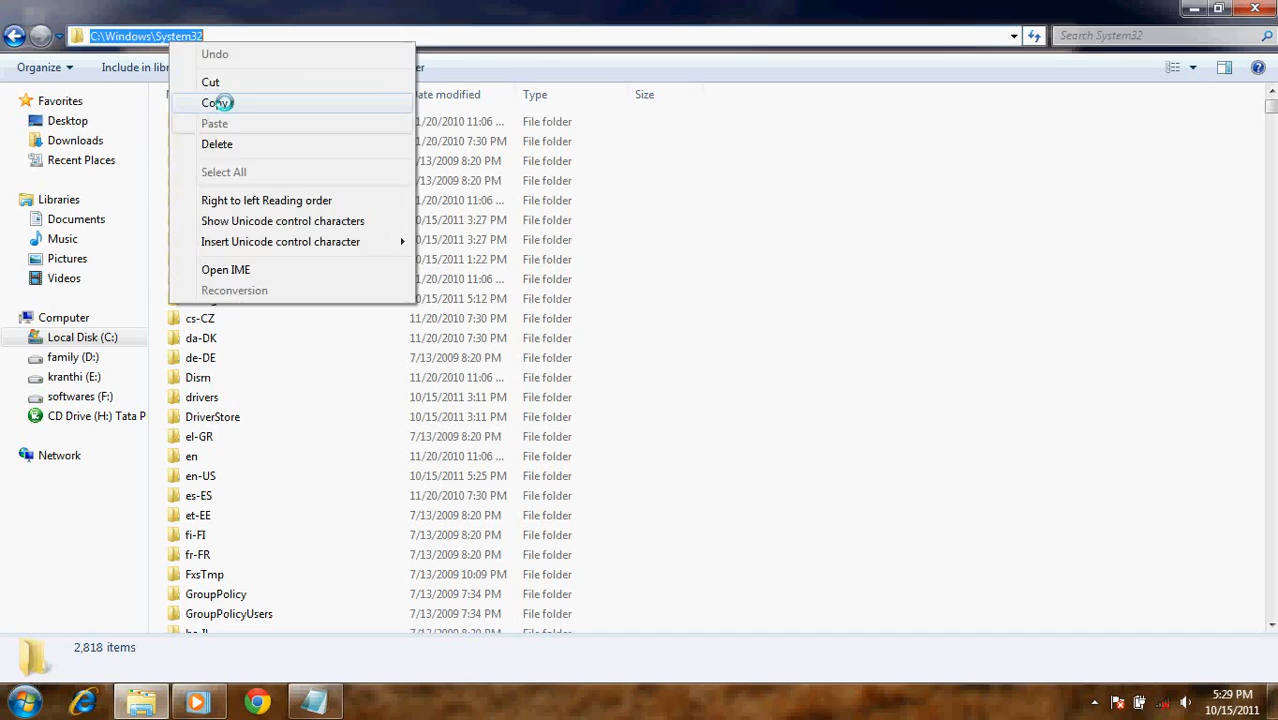 C:\Windows\System32
Search System32
Organize
Include in libr
er
Undo
Cut
Copy
Paste
Delete
Select All
Right to left Reading order
Show Unicode control characters
Insert Unicode control character
Open IME
Reconversion
Favorites
Desktop
Downloads
Recent Places
Libraries
Documents
Music
Pictures
Videos
Computer
Local Disk (C:)
family (D:)
kranthi (E:)
softwares (F:)
CD Drive (H:) Tata P
Network
ate modified Type Size
1/20/2010 11:06 ... File folder
1/20/2010 7:30 PM File folder
/13/2009 8:20 PM File folder
/13/2009 8:20 PM File folder
1/20/2010 11:06 ... File folder
0/15/2011 3:27 PM File folder
0/15/2011 3:27 PM File folder
0/15/2011 1:22 PM File folder
1/20/2010 11:06 ... File folder
0/15/2011 5:12 PM File folder
cs-CZ 11/20/2010 7:30 PM File folder
da-DK 11/20/2010 7:30 PM File folder
de-DE 7/13/2009 8:20 PM File folder
Dism 11/20/2010 11:06 ... File folder
drivers 10/15/2011 3:11 PM File folder
DriverStore 10/15/2011 3:11 PM File folder
el-GR 7/13/2009 8:20 PM File folder
en 11/20/2010 11:06 ... File folder
en-US 10/15/2011 5:25 PM File folder
es-ES 11/20/2010 7:30 PM File folder
et-EE 7/13/2009 8:20 PM File folder
fi-FI 7/13/2009 8:20 PM File folder
fr-FR 7/13/2009 8:20 PM File folder
FxsTmp 7/13/2009 10:09 PM File folder
GroupPolicy 7/13/2009 7:34 PM File folder
GroupPolicyUsers 7/13/2009 7:34 PM File folder
he-IL 7/13/2009 8:20 PM File folder
2,818 items
5:29 PM
10/15/2011